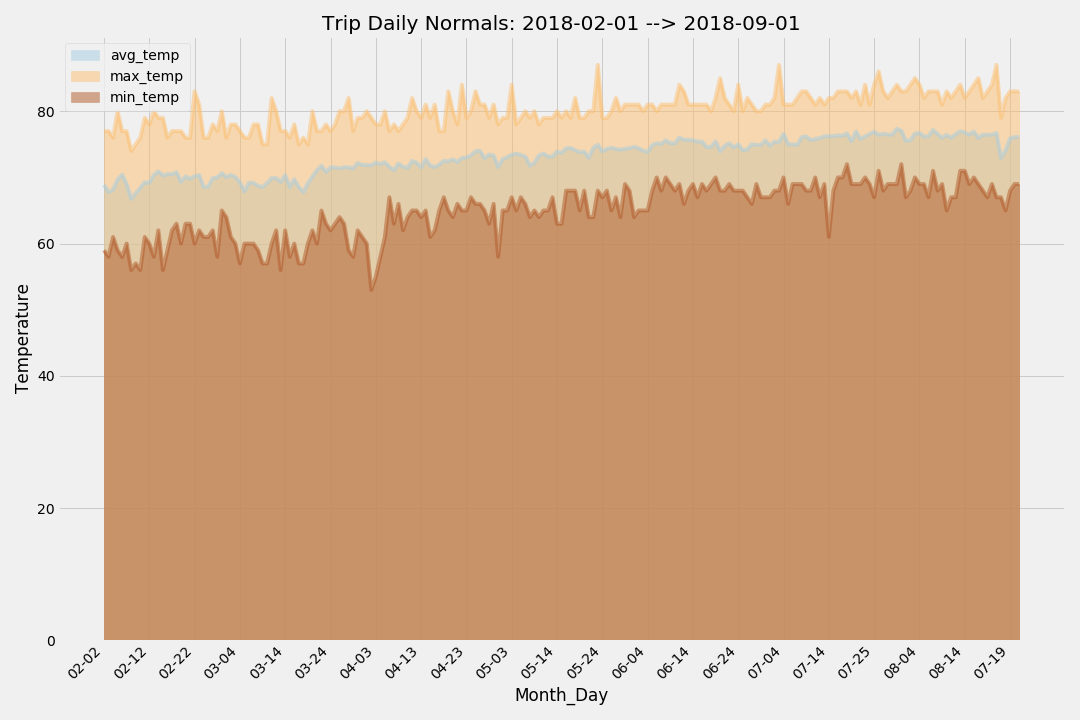 Trip Daily Normals: 2018-02-01 --> 2018-09-01
avg_temp
max_temp
min_temp
80
60
40
20
0
Temperature
02-02 02-12 02-22 03-04 03-14 03-24 04-03 04-13 04-23 05-03 05-14 05-24 06-04 06-14 06-24 07-04 07-14 07-25 08-04 08-14 07-19
Month_Day